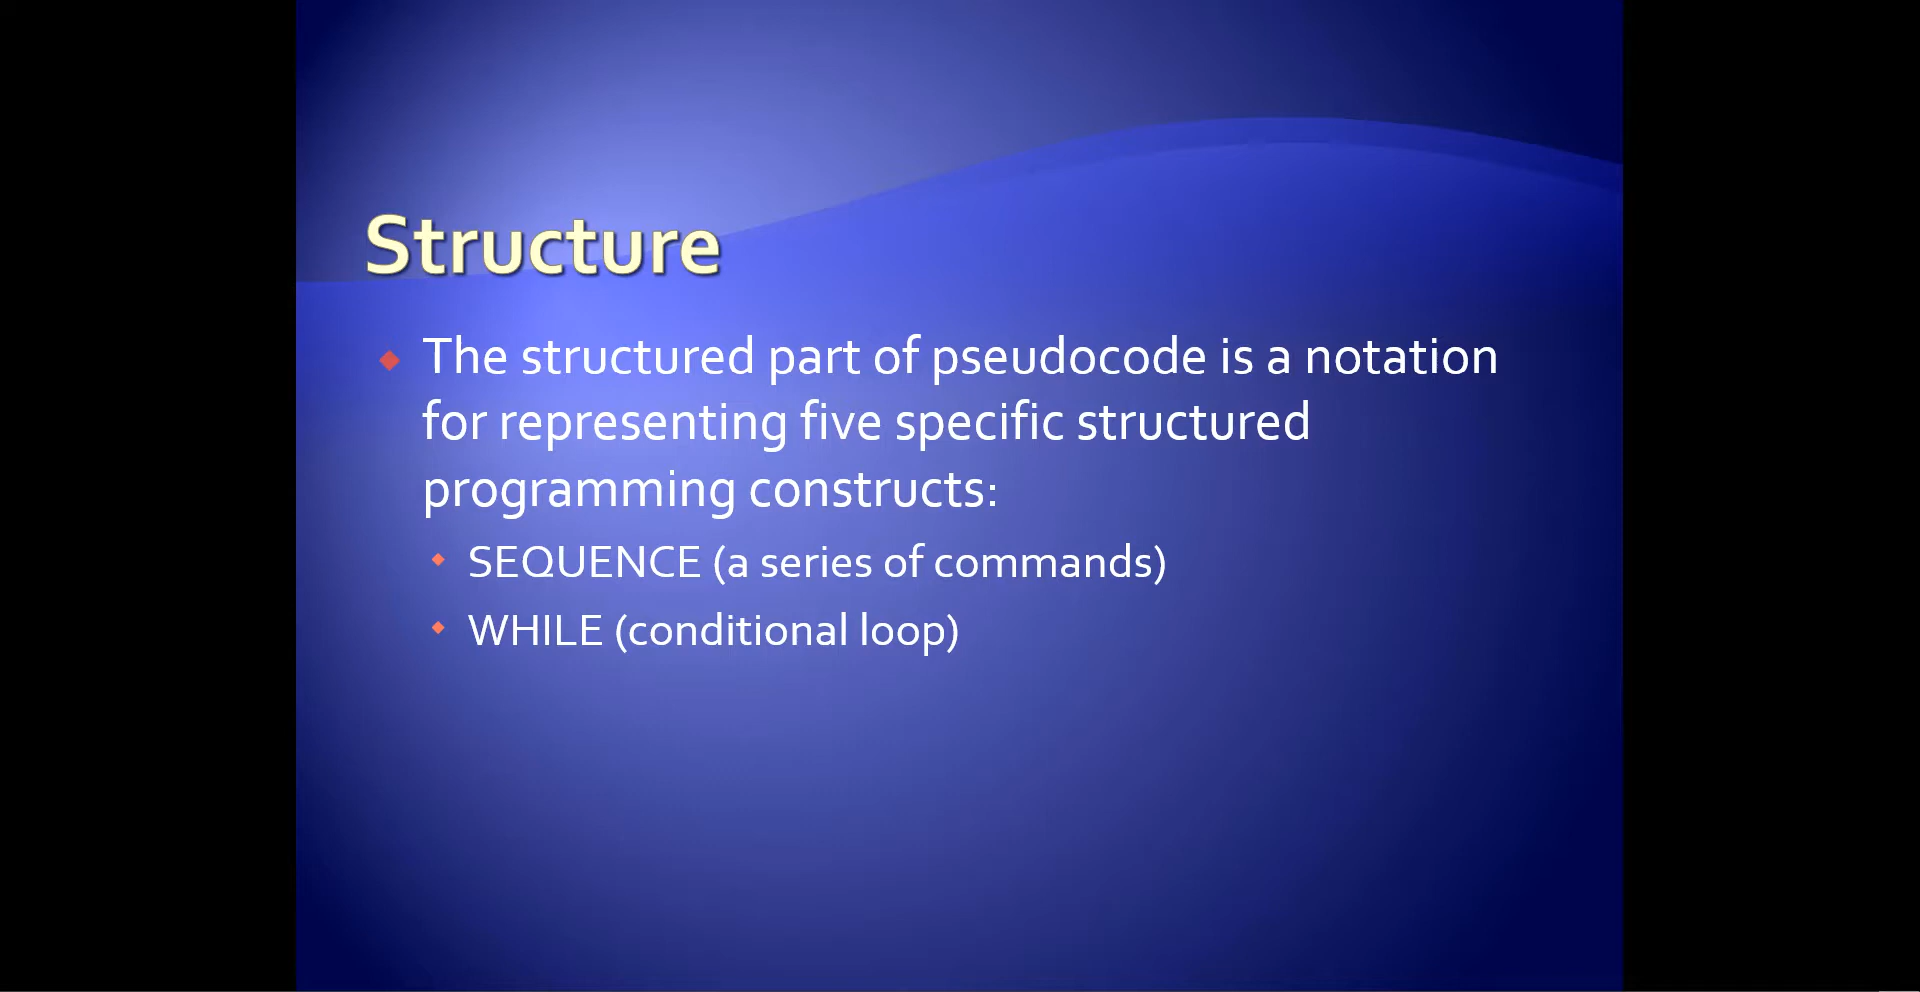 Structure
The structured part of pseudocode is a notation
for representing five specific structured
programming constructs:
SEQUENCE (a series of commands)
WHILE (conditional loop)